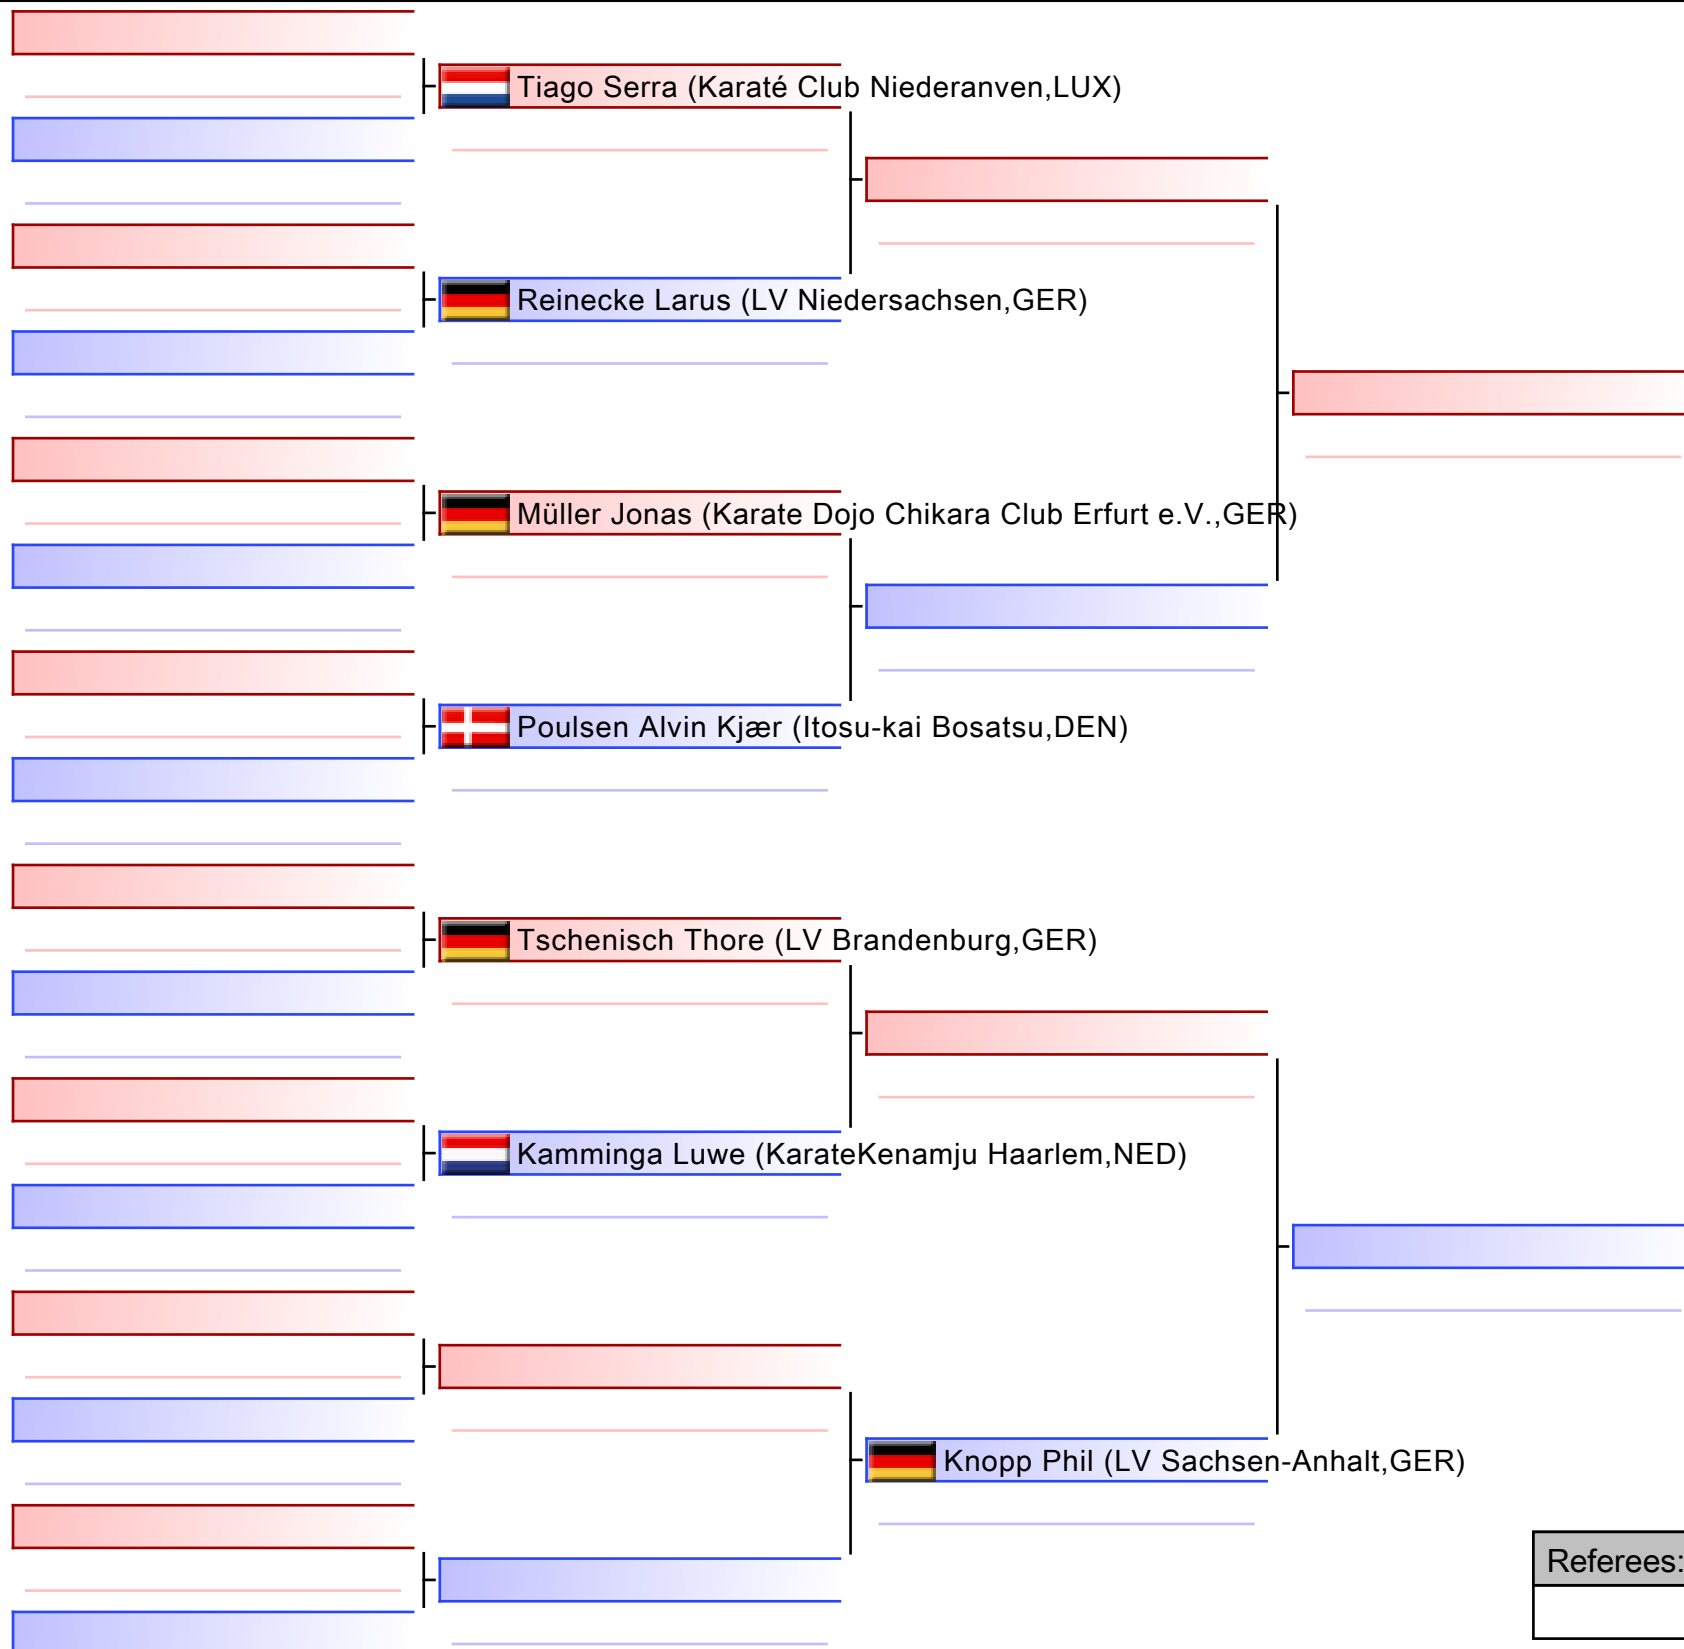 Tiago Serra (Karaté Club Niederanven,LUX)
Reinecke Larus (LV Niedersachsen,GER)
Müller Jonas (Karate Dojo Chikara Club Erfurt e.V.,GER)
Poulsen Alvin Kjær (Itosu-kai Bosatsu,DEN)
Tschenisch Thore (LV Brandenburg,GER)
Kamminga Luwe (KarateKenamju Haarlem,NED)
Knopp Phil (LV Sachsen-Anhalt,GER)
Referees: